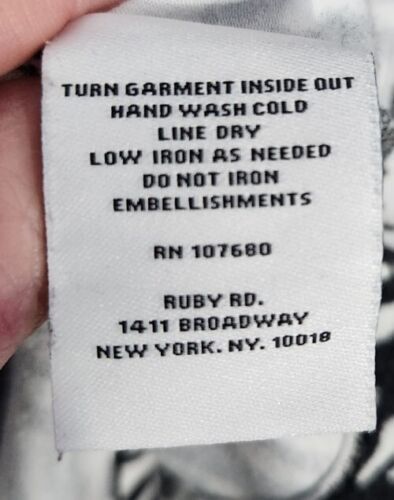 TURN GARMENT INSIDE OUT
HAND WASH COLD
LINE DRY
LOW IRON AS NEEDED
DO NOT IRON
EMBELLISHMENTS
RN 107680
RUBY RD.
1411 BROADWAY
NEW YORK. NY. 10018